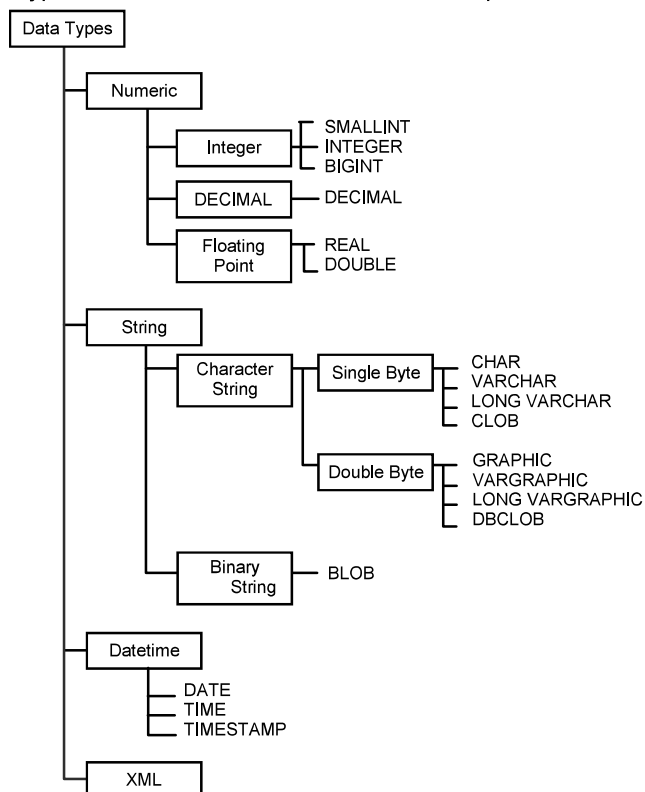 Data Types
Numeric
Integer
SMALLINT
INTEGER
BIGINT
DECIMAL
DECIMAL
Floating
Point
REAL
DOUBLE
String
Character
String
Single Byte
CHAR
VARCHAR
LONG VARCHAR
CLOB
Double Byte
GRAPHIC
VARGRAPHIC
LONG VARGRAPHIC
DBCLOB
Binary
String
BLOB
Datetime
DATE
TIME
TIMESTAMP
XML